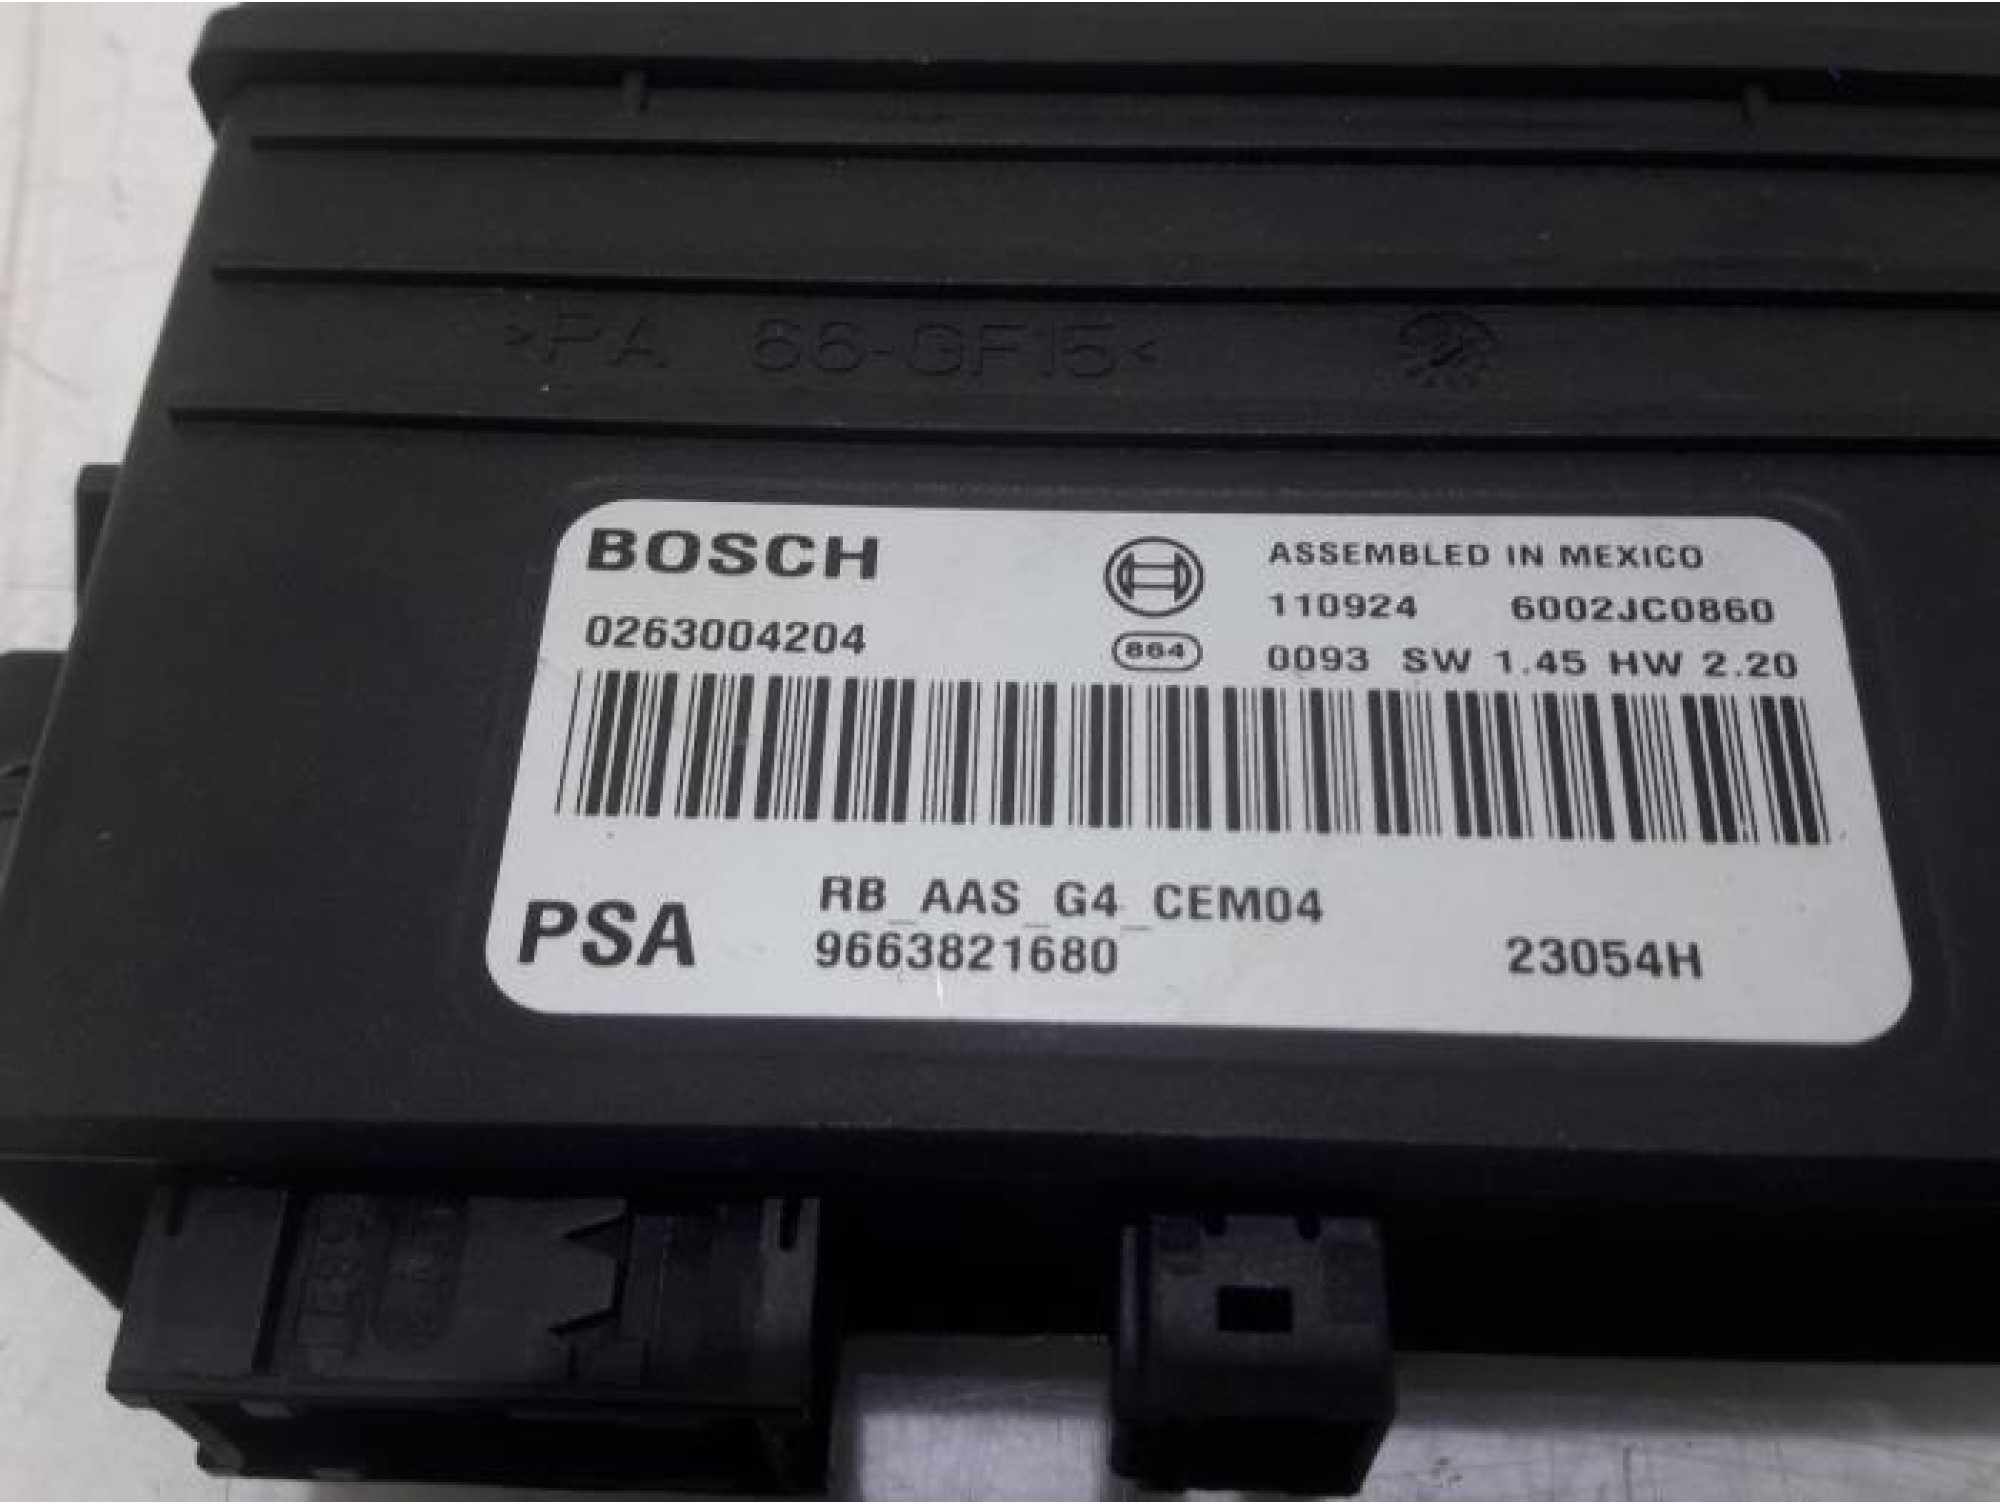 >PA 66-GF15<
BOSCH
ASSEMBLED IN MEXICO
0263004204
110924 6002JC0860
864
0093 SW 1.45 HW 2.20
RB_AAS_G4_CEM04
PSA
9663821680
23054H